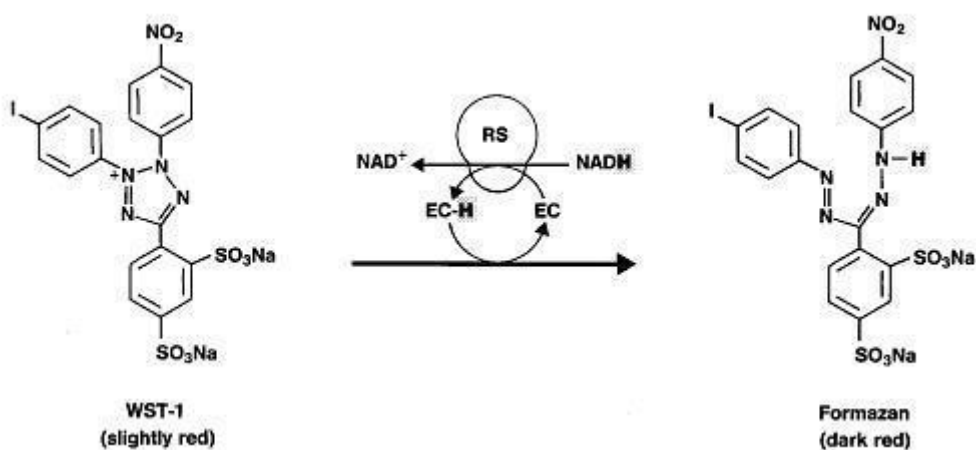 NO₂
I
N
+
N
N
N
SO₃Na
SO₃Na
WST-1
(slightly red)
RS
NAD⁺
NADH
EC-H
EC
NO₂
I
N
H
N
N
N
SO₃Na
SO₃Na
Formazan
(dark red)